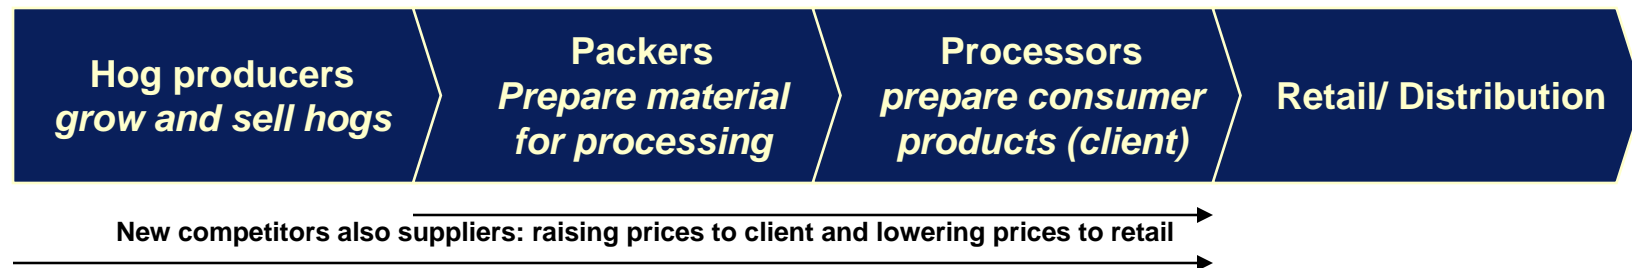 Hog producers
grow and sell hogs
Packers
Prepare material
for processing
Processors
prepare consumer
products (client)
Retail/ Distribution
New competitors also suppliers: raising prices to client and lowering prices to retail